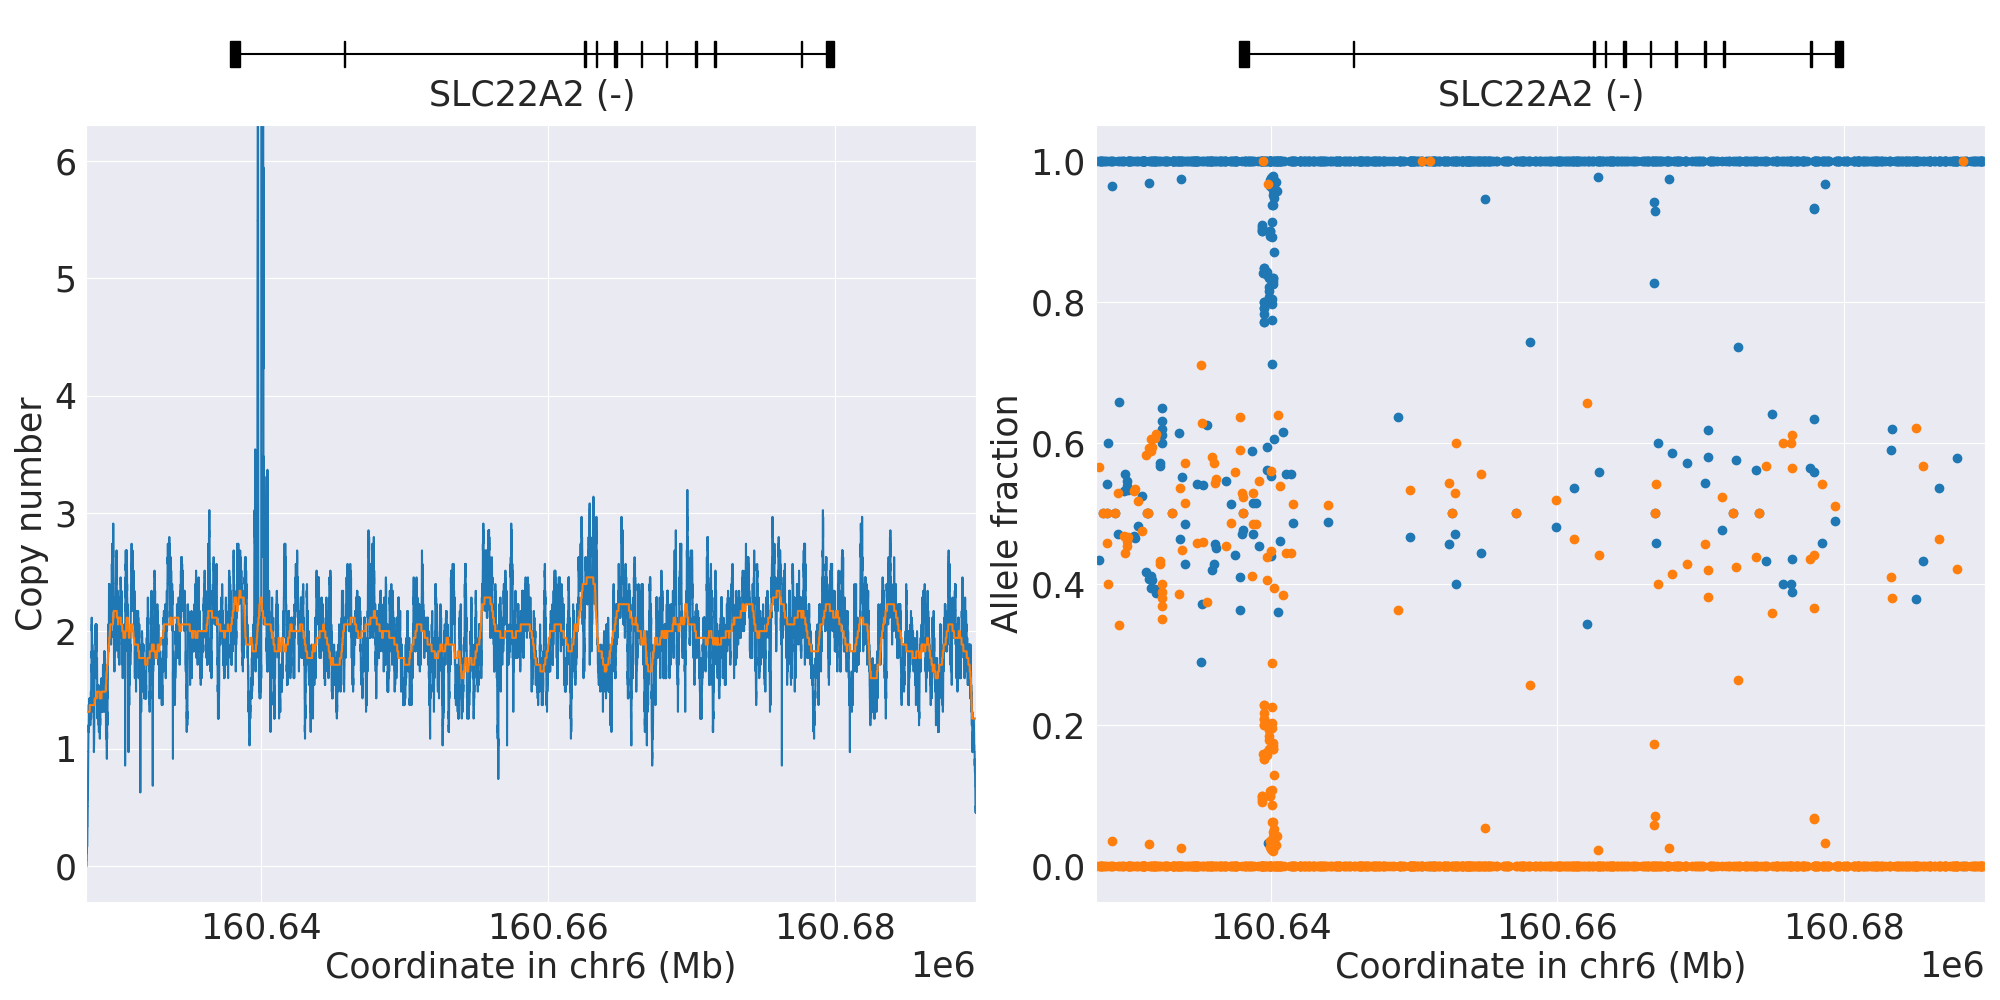 SLC22A2 (-)
SLC22A2 (-)
Copy number
6
5
4
3
2
1
0
160.64
160.66
160.68
Coordinate in chr6 (Mb)
1e6
Allele fraction
1.0
0.8
0.6
0.4
0.2
0.0
160.64
160.66
160.68
Coordinate in chr6 (Mb)
1e6